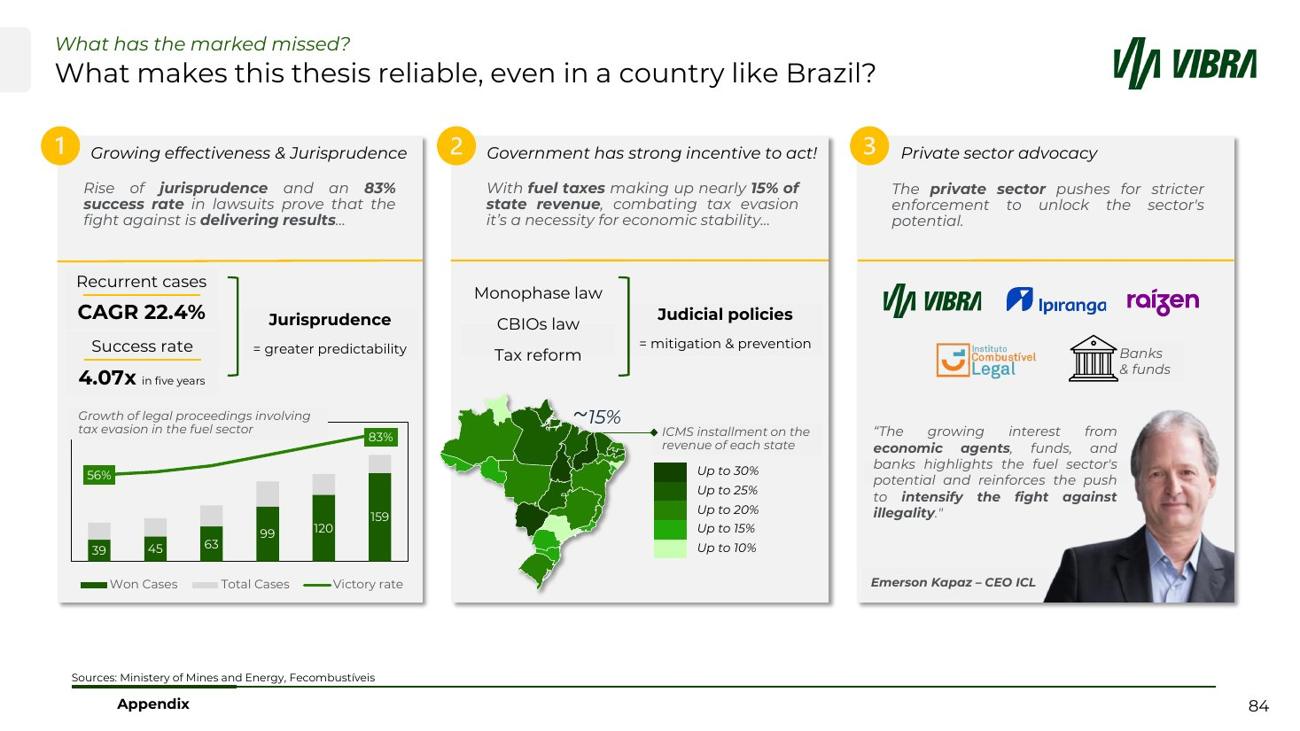 What has the marked missed?
What makes this thesis reliable, even in a country like Brazil?
VIBRA
1
Growing effectiveness & Jurisprudence
Rise of jurisprudence and an 83%
success rate in lawsuits prove that the
fight against is delivering results...
Recurrent cases
CAGR 22.4%
Success rate
4.07x in five years
Jurisprudence
= greater predictability
Growth of legal proceedings involving
tax evasion in the fuel sector
56%
83%
39
45
63
99
120
159
Won Cases
Total Cases
Victory rate
2
Government has strong incentive to act!
With fuel taxes making up nearly 15% of
state revenue, combating tax evasion
it's a necessity for economic stability...
Monophase law
CBIOs law
Tax reform
Judicial policies
= mitigation & prevention
~15%
ICMS installment on the
revenue of each state
Up to 30%
Up to 25%
Up to 20%
Up to 15%
Up to 10%
3
Private sector advocacy
The private sector pushes for stricter
enforcement to unlock the sector's
potential.
VIBRA
Ipiranga
raízen
Instituto
Combustível
Legal
Banks
& funds
“The growing interest from
economic agents, funds, and
banks highlights the fuel sector's
potential and reinforces the push
to intensify the fight against
illegality."
Emerson Kapaz – CEO ICL
Sources: Ministery of Mines and Energy, Fecombustíveis
Appendix
84